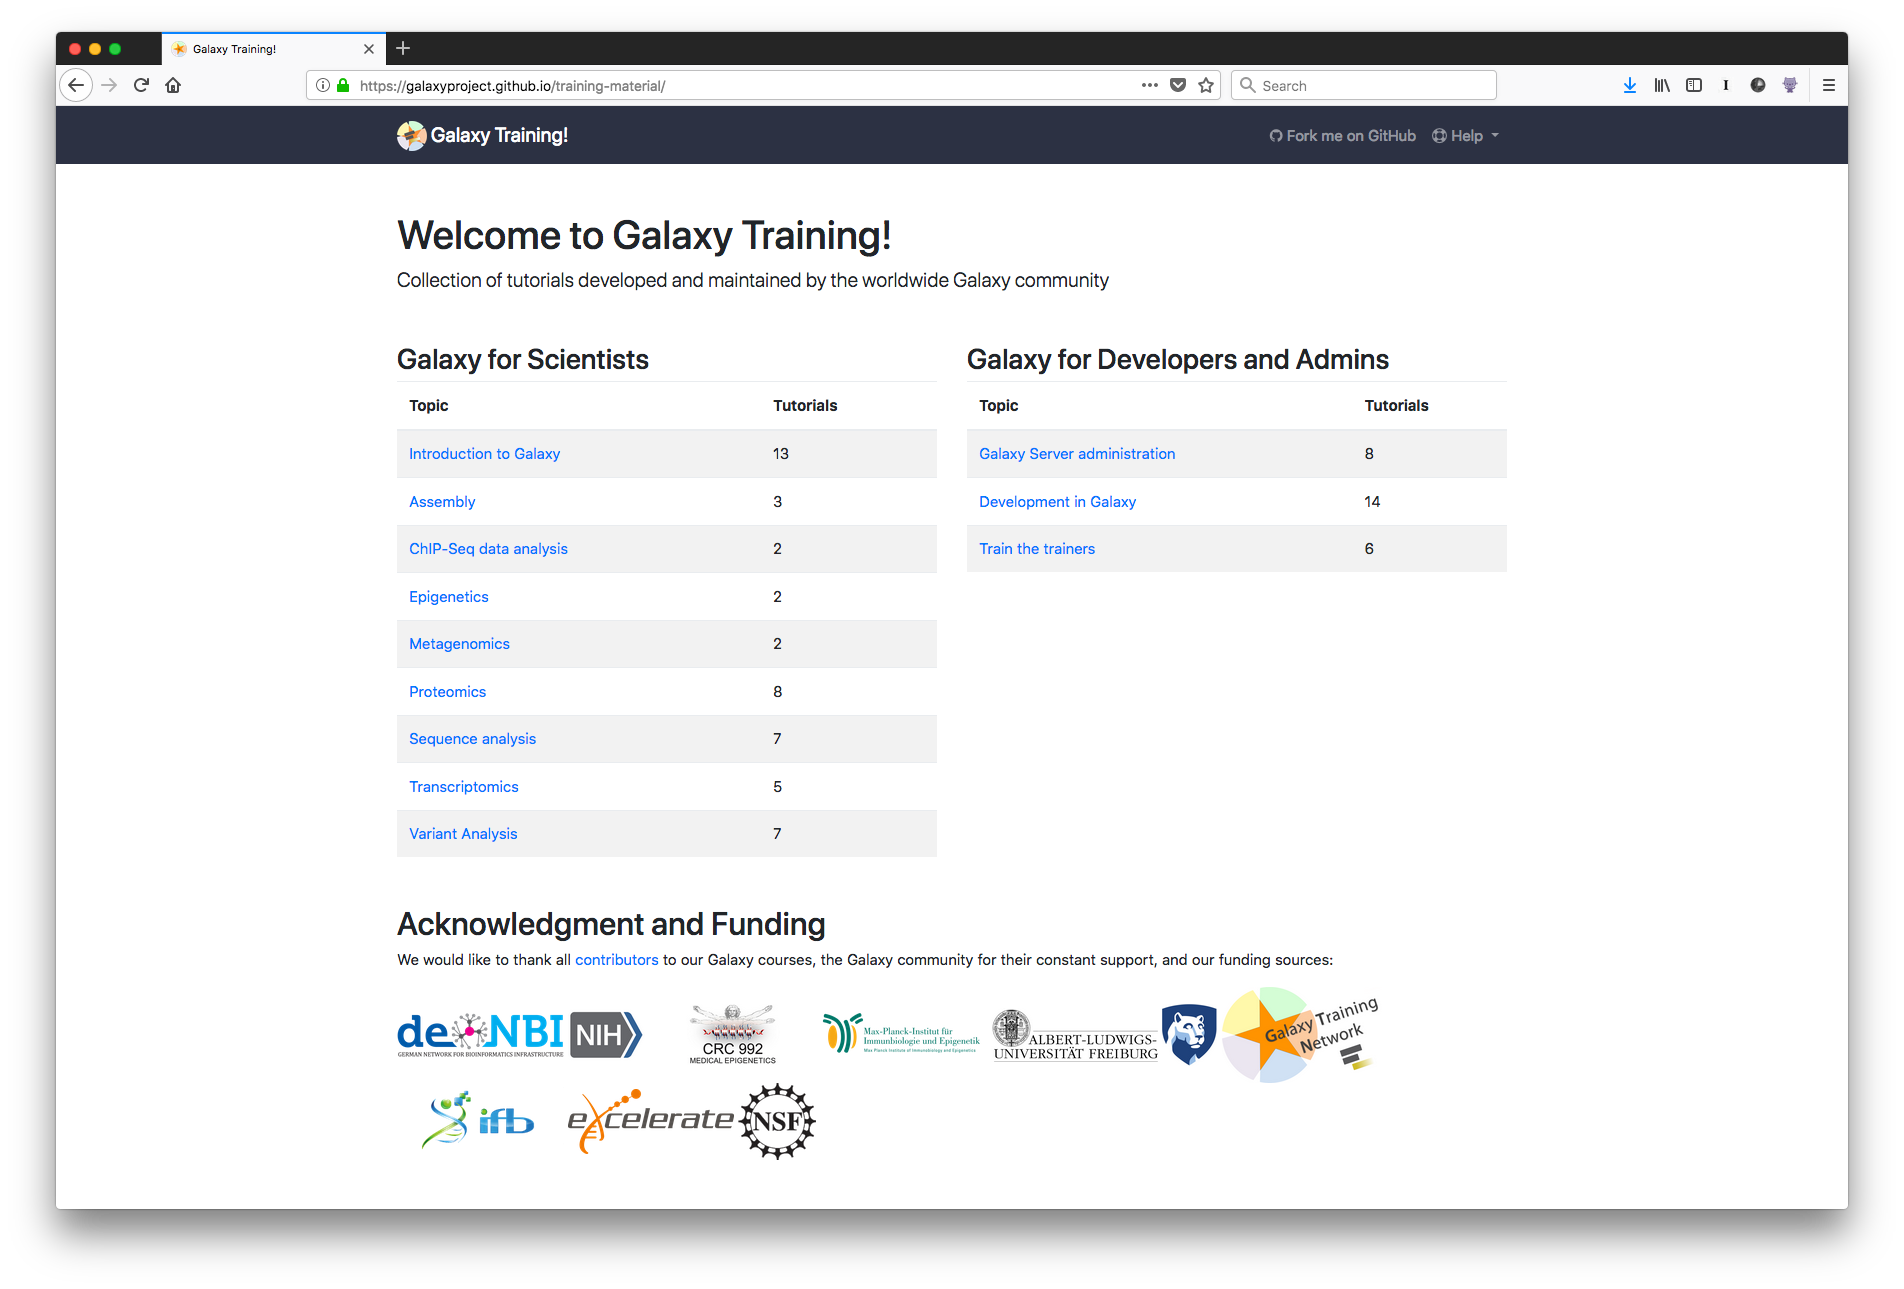 Galaxy Training!
https://galaxyproject.github.io/training-material/
Search
Galaxy Training!
Fork me on GitHub
Help
Welcome to Galaxy Training!
Collection of tutorials developed and maintained by the worldwide Galaxy community
Galaxy for Scientists
Topic Tutorials
Introduction to Galaxy 13
Assembly 3
ChIP-Seq data analysis 2
Epigenetics 2
Metagenomics 2
Proteomics 8
Sequence analysis 7
Transcriptomics 5
Variant Analysis 7
Galaxy for Developers and Admins
Topic Tutorials
Galaxy Server administration 8
Development in Galaxy 14
Train the trainers 6
Acknowledgment and Funding
We would like to thank all contributors to our Galaxy courses, the Galaxy community for their constant support, and our funding sources:
de NBI
GERMAN NETWORK FOR BIOINFORMATICS INFRASTRUCTURE
NIH
CRC 992
MEDICAL EPIGENETICS
Max-Planck-Institut für
Immunbiologie und Epigenetik
Max Planck Institute of Immunobiology and Epigenetics
ALBERT-LUDWIGS-
UNIVERSITÄT FREIBURG
Galaxy Training
Network
ifb
excelerate
NSF